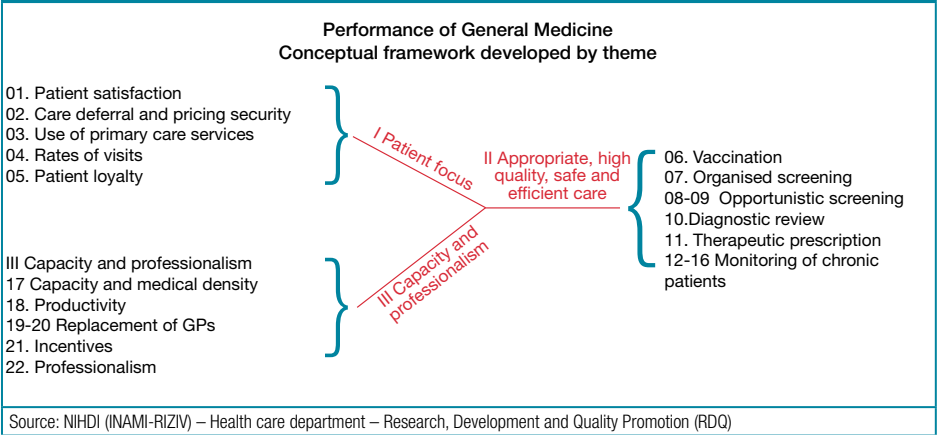 Performance of General Medicine
Conceptual framework developed by theme
01. Patient satisfaction
02. Care deferral and pricing security
03. Use of primary care services
04. Rates of visits
05. Patient loyalty
I Patient focus
II Appropriate, high
quality, safe and
efficient care
06. Vaccination
07. Organised screening
08-09 Opportunistic screening
10.Diagnostic review
11. Therapeutic prescription
12-16 Monitoring of chronic
patients
III Capacity and professionalism
17 Capacity and medical density
18. Productivity
19-20 Replacement of GPs
21. Incentives
22. Professionalism
III Capacity and
professionalism
Source: NIHDI (INAMI-RIZIV) – Health care department – Research, Development and Quality Promotion (RDQ)